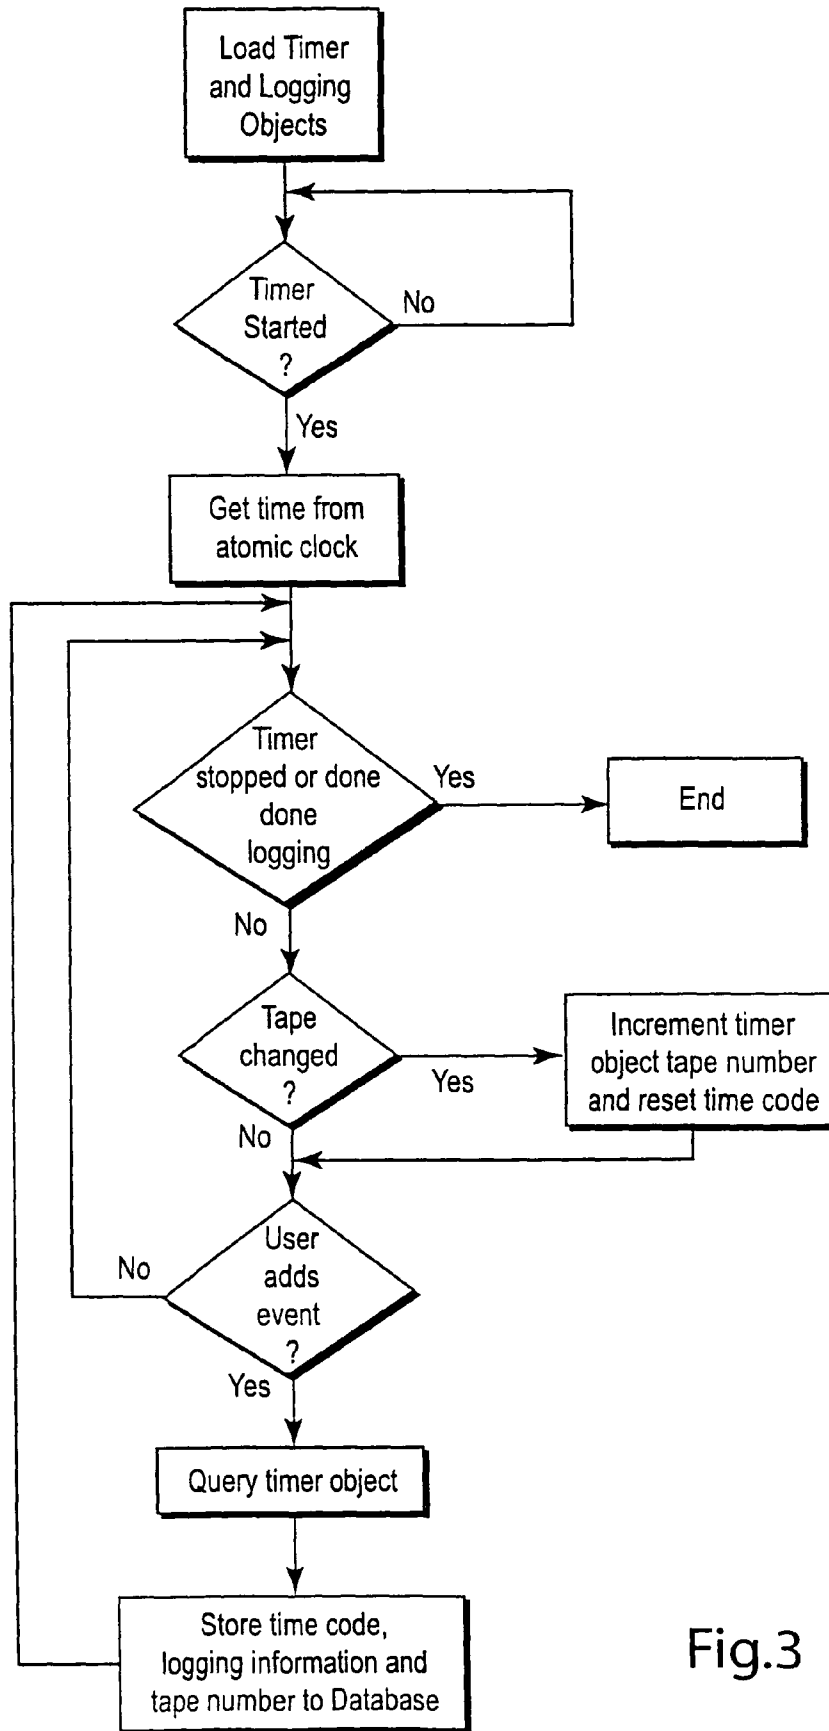 Load Timer
and Logging
Objects
Timer
Started
?
No
Yes
Get time from
atomic clock
Timer
stopped or done
done
logging
Yes
End
No
Tape
changed
?
Yes
Increment timer
object tape number
and reset time code
No
User
adds
event
?
No
Yes
Query timer object
Store time code,
logging information and
tape number to Database
Fig.3